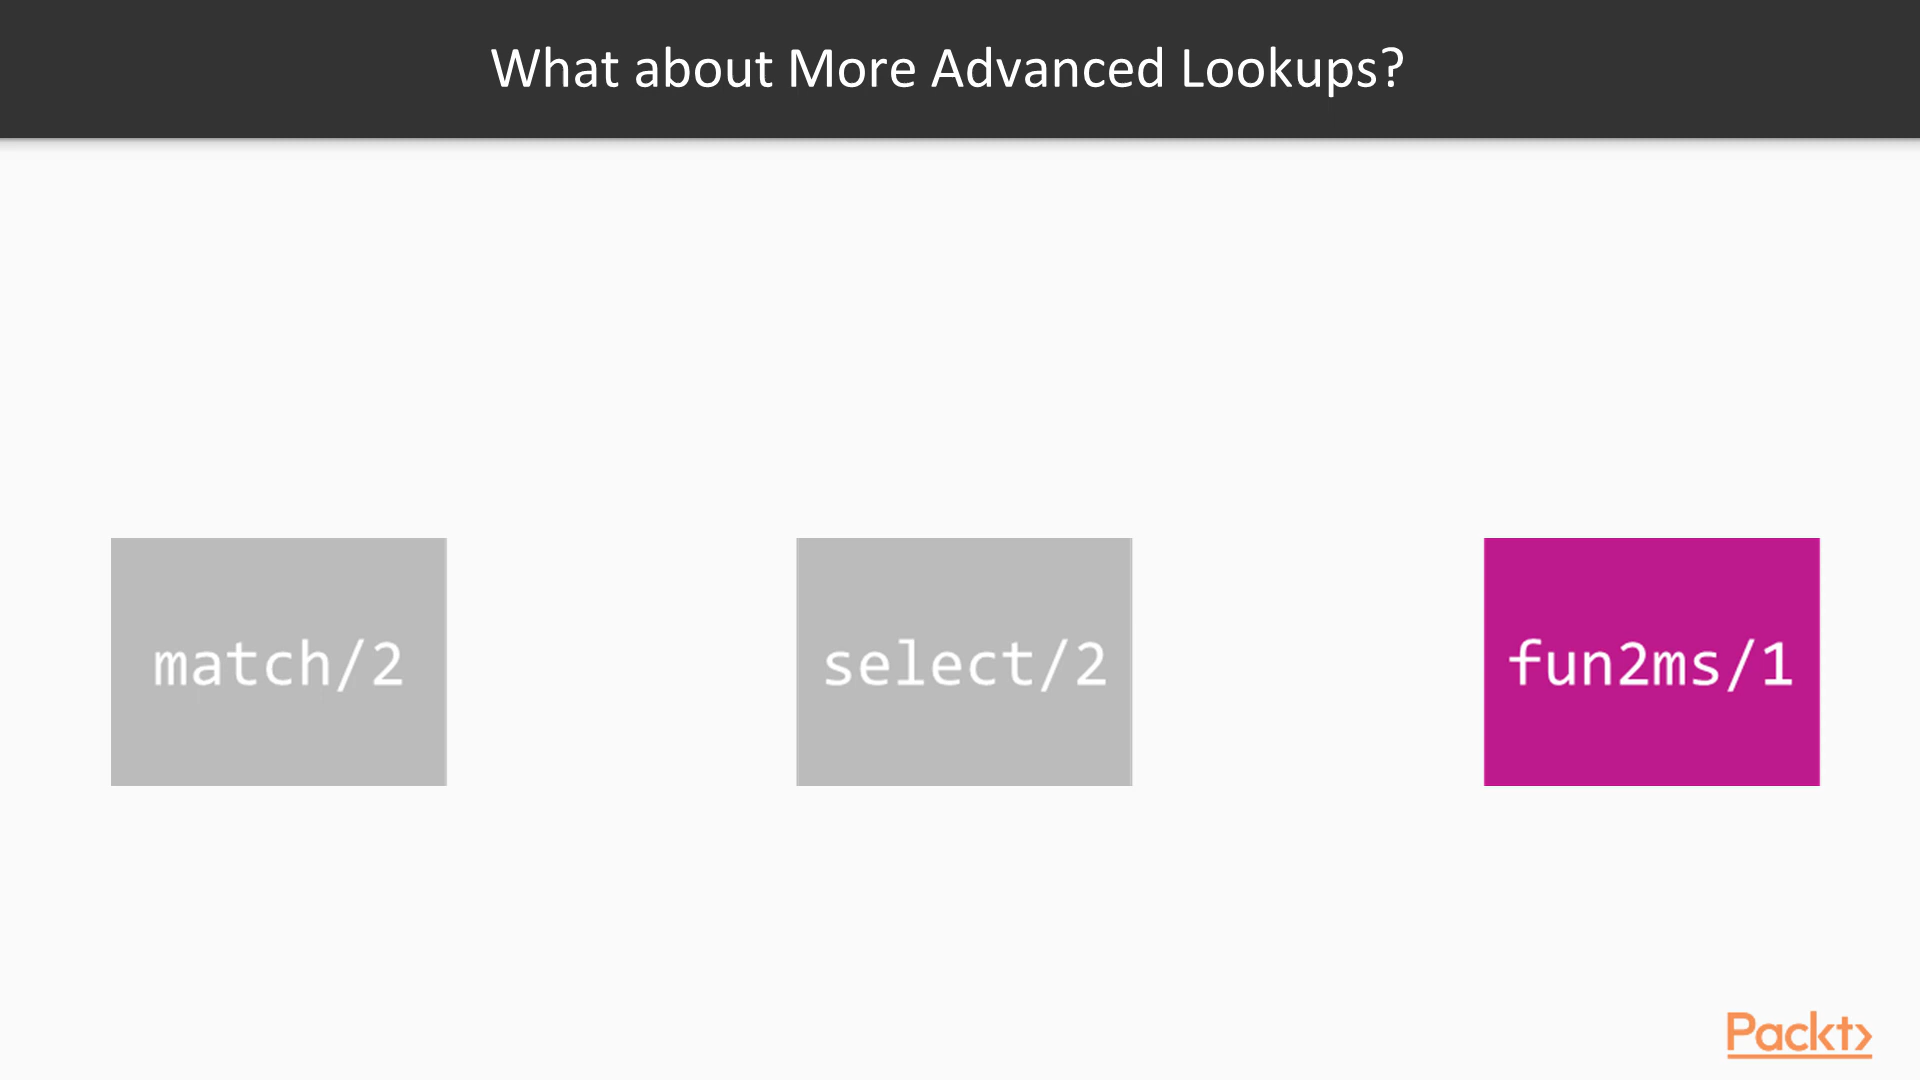 What about More Advanced Lookups?
match/2
select/2
fun2ms/1
Packt>